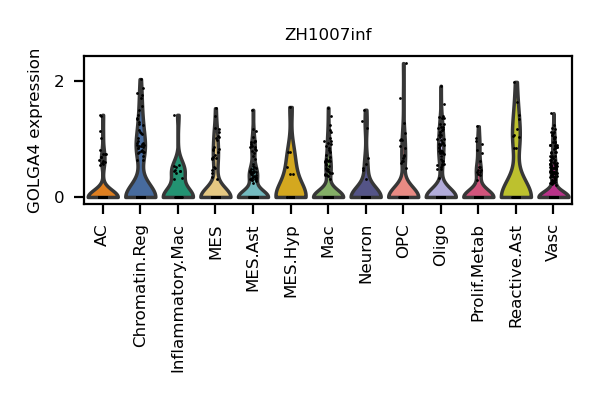 ZH1007inf
GOLGA4 expression
2
0
AC
Chromatin.Reg
Inflammatory.Mac
MES
MES.Ast
MES.Hyp
Mac
Neuron
OPC
Oligo
Prolif.Metab
Reactive.Ast
Vasc